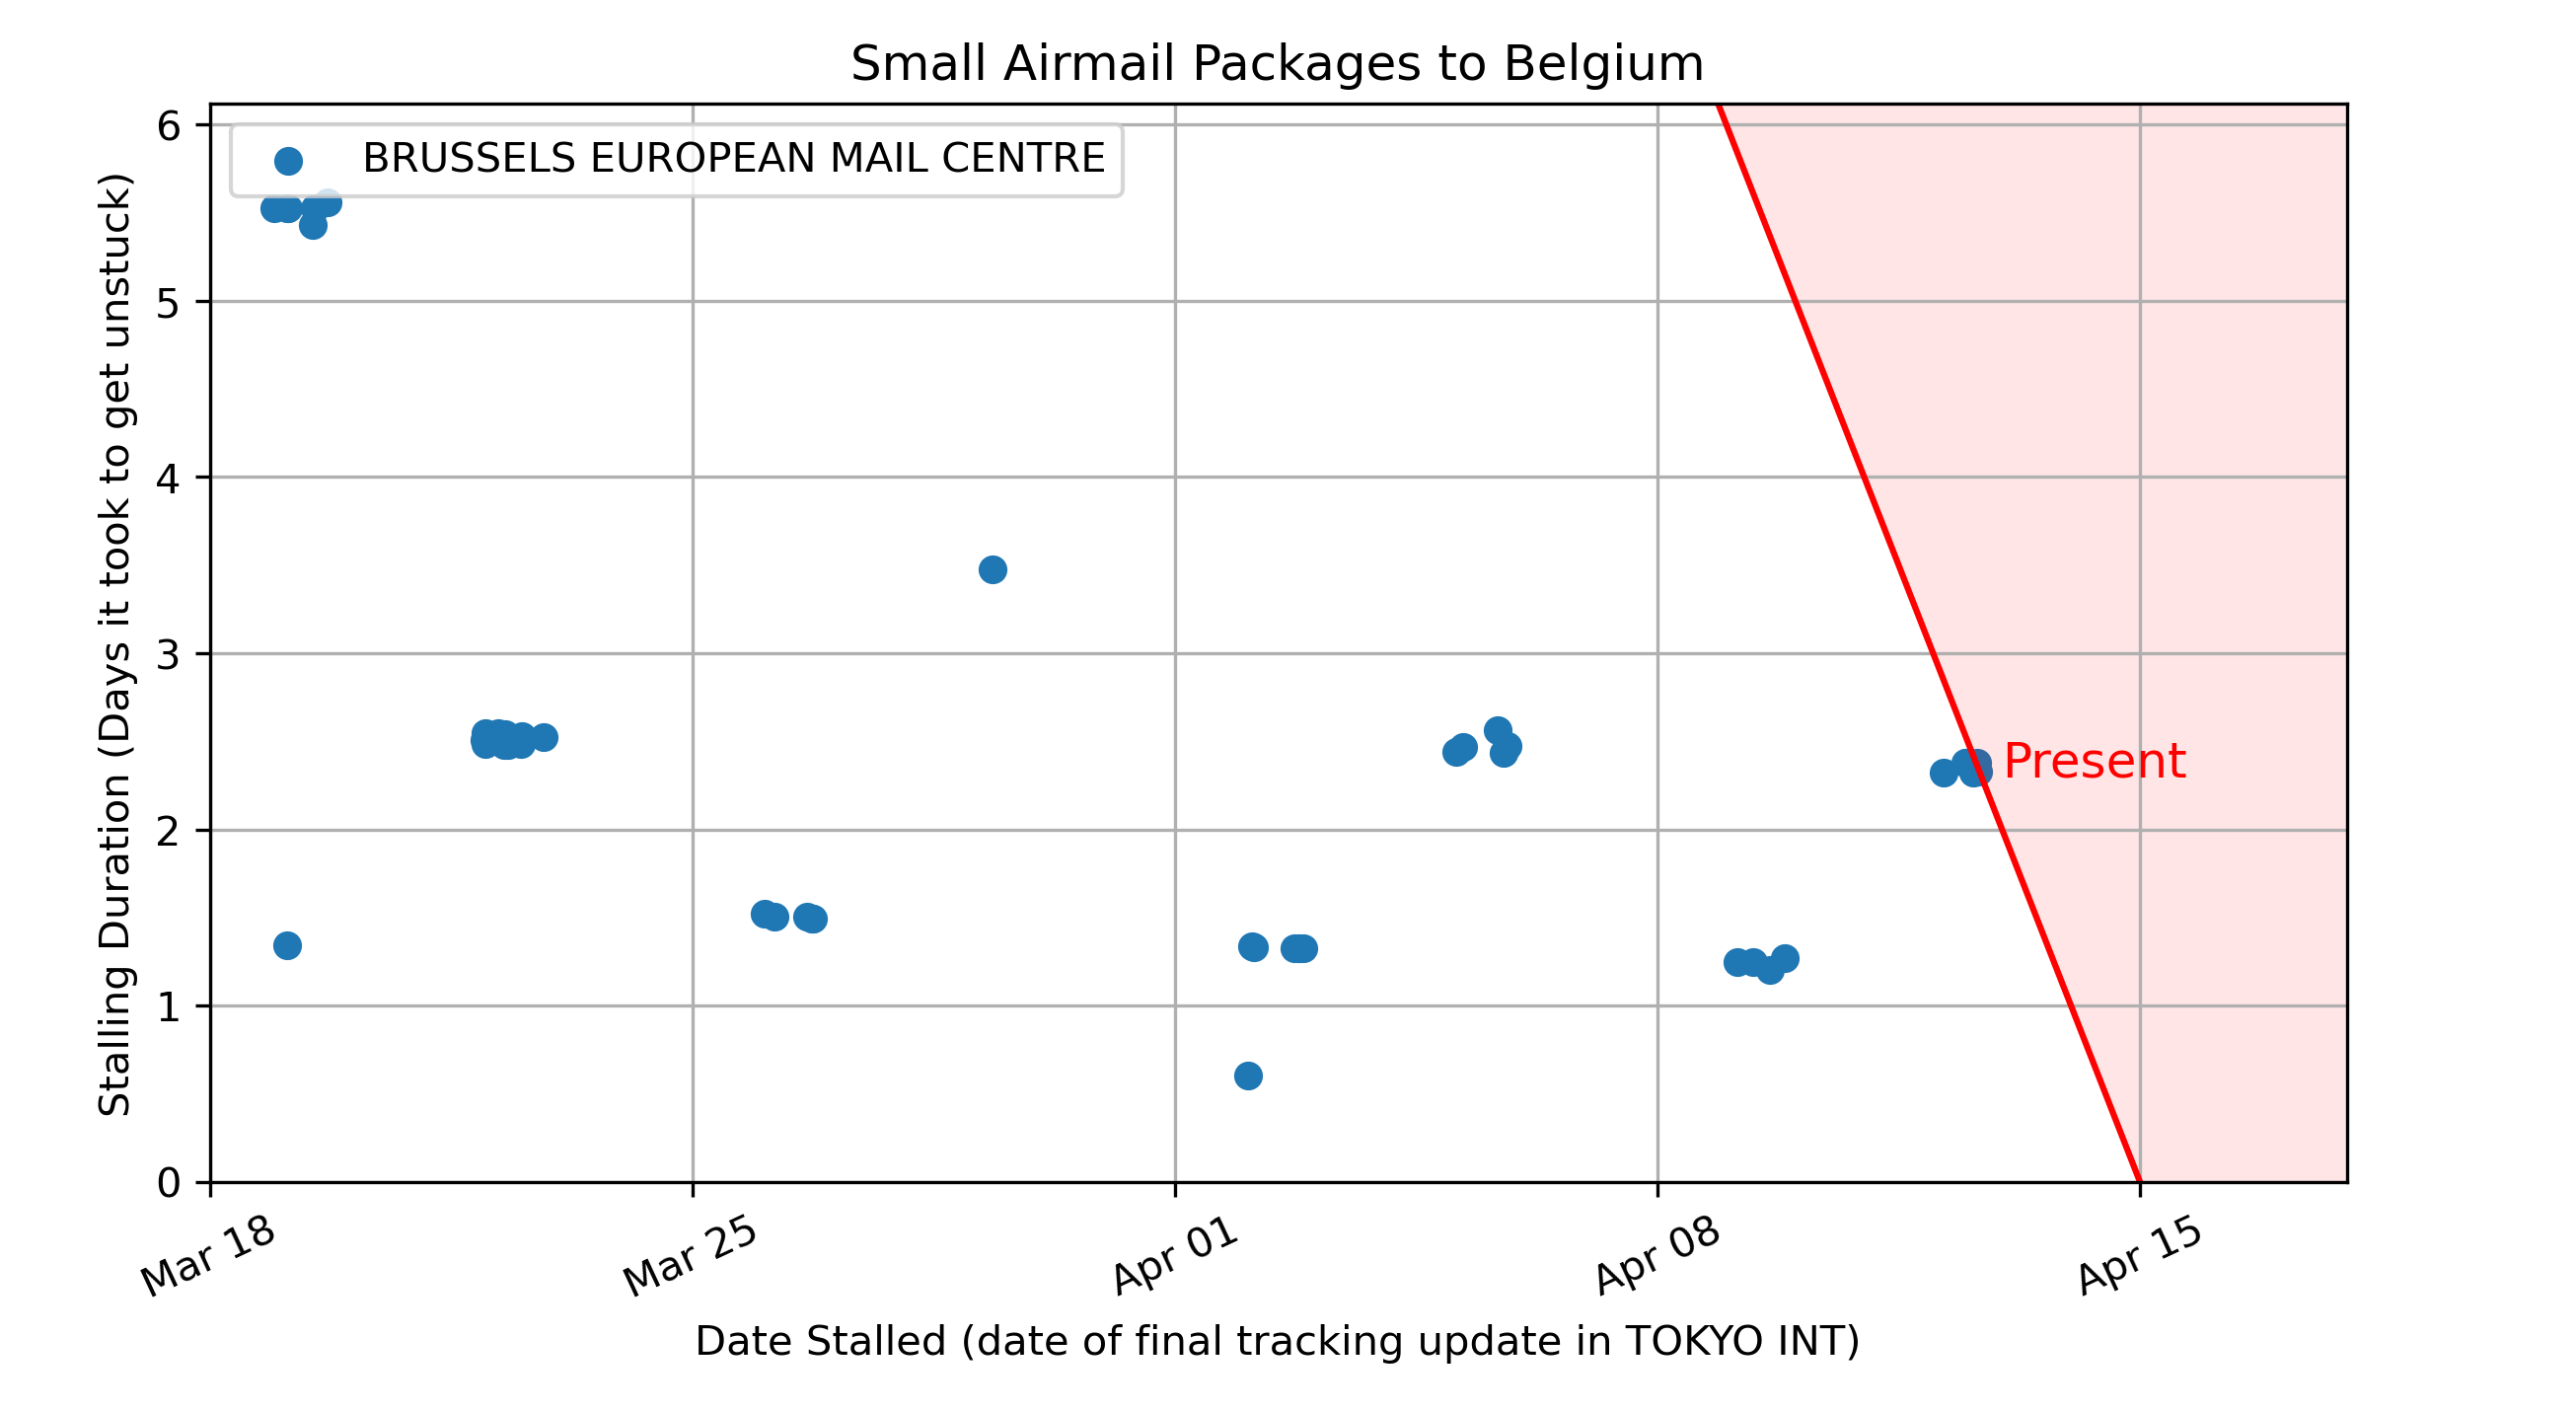 Small Airmail Packages to Belgium
BRUSSELS EUROPEAN MAIL CENTRE
Stalling Duration (Days it took to get unstuck)
6
5
4
3
2
1
0
Present
Mar 18
Mar 25
Apr 01
Apr 08
Apr 15
Date Stalled (date of final tracking update in TOKYO INT)